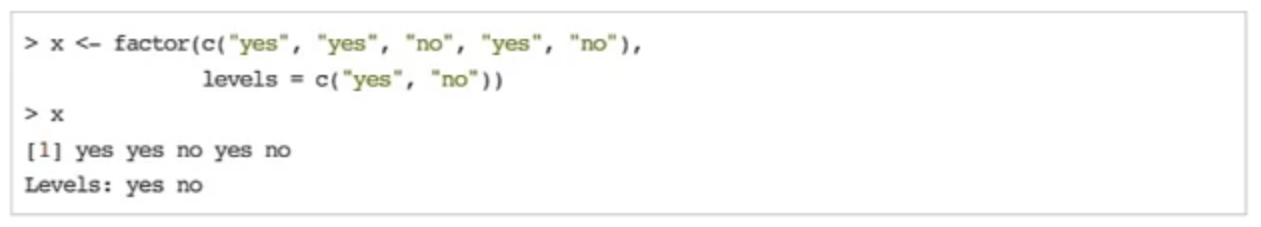 > x <- factor(c("yes", "yes", "no", "yes", "no"),
levels = c("yes", "no"))
> x
[1] yes yes no yes no
Levels: yes no